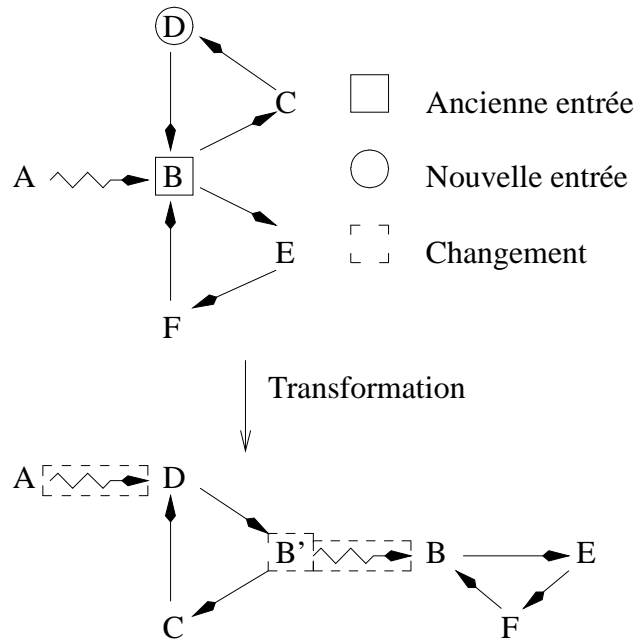 D
C
Ancienne entrée
A
B
Nouvelle entrée
E
Changement
F
Transformation
A
D
B’
B
E
C
F